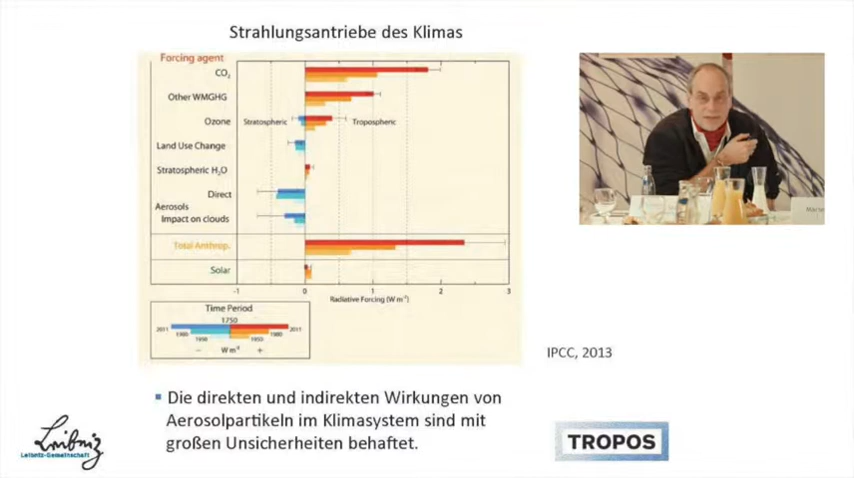 Strahlungsantriebe des Klimas
Forcing agent
CO₂
Other WMGHG
Ozone Stratospheric Tropospheric
Land Use Change
Stratospheric H₂O
Direct
Aerosols
Impact on clouds
Total Anthrop.
Solar
-1 0 1 2 3
Radiative Forcing (W m⁻²)
Time Period
1750
2011 2011
1980 1980
1950 1950
− W m⁻² +
IPCC, 2013
Die direkten und indirekten Wirkungen von
Aerosolpartikeln im Klimasystem sind mit
großen Unsicherheiten behaftet.
Leibniz
Leibniz-Gemeinschaft
TROPOS